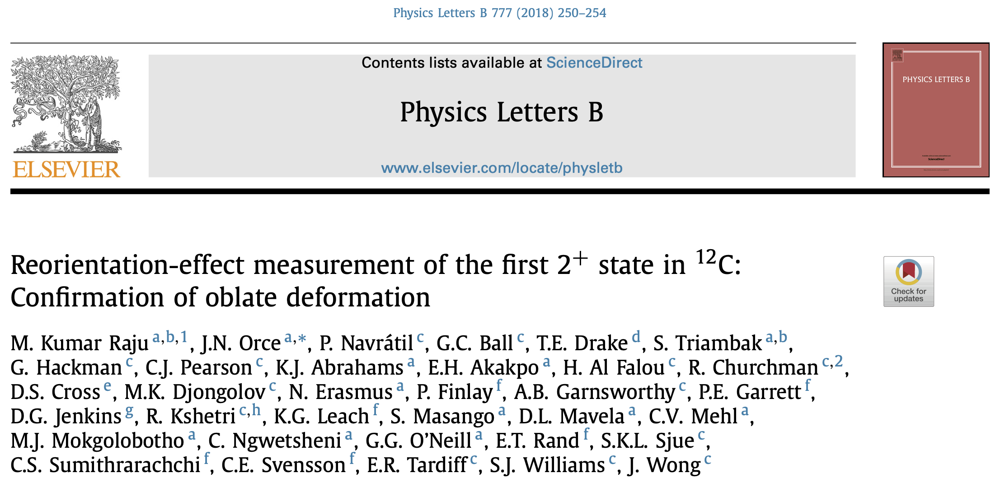 Physics Letters B 777 (2018) 250–254
Contents lists available at ScienceDirect
Physics Letters B
www.elsevier.com/locate/physletb
NON SOLUS
ELSEVIER
PHYSICS LETTERS B
ScienceDirect
Reorientation-effect measurement of the first 2⁺ state in ¹²C:
Confirmation of oblate deformation
Check for
updates
M. Kumar Raju a,b,1, J.N. Orce a,*, P. Navrátil c, G.C. Ball c, T.E. Drake d, S. Triambak a,b,
G. Hackman c, C.J. Pearson c, K.J. Abrahams a, E.H. Akakpo a, H. Al Falou c, R. Churchman c,2,
D.S. Cross e, M.K. Djongolov c, N. Erasmus a, P. Finlay f, A.B. Garnsworthy c, P.E. Garrett f,
D.G. Jenkins g, R. Kshetri c,h, K.G. Leach f, S. Masango a, D.L. Mavela a, C.V. Mehl a,
M.J. Mokgolobotho a, C. Ngwetsheni a, G.G. O'Neill a, E.T. Rand f, S.K.L. Sjue c,
C.S. Sumithrarachchi f, C.E. Svensson f, E.R. Tardiff c, S.J. Williams c, J. Wong c